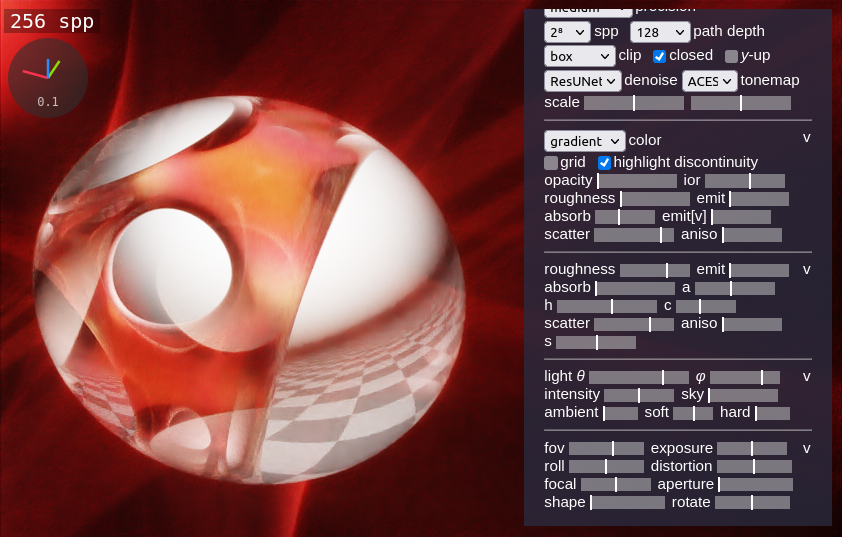 256 spp
0.1
medium precision
2⁸ spp 128 path depth
box clip closed y-up
ResUNet denoise ACES tonemap
scale
gradient color v
grid highlight discontinuity
opacity ior
roughness emit
absorb emit[v]
scatter aniso
roughness emit v
absorb a
h c
scatter aniso
s
light θ φ v
intensity sky
ambient soft hard
fov exposure v
roll distortion
focal aperture
shape rotate